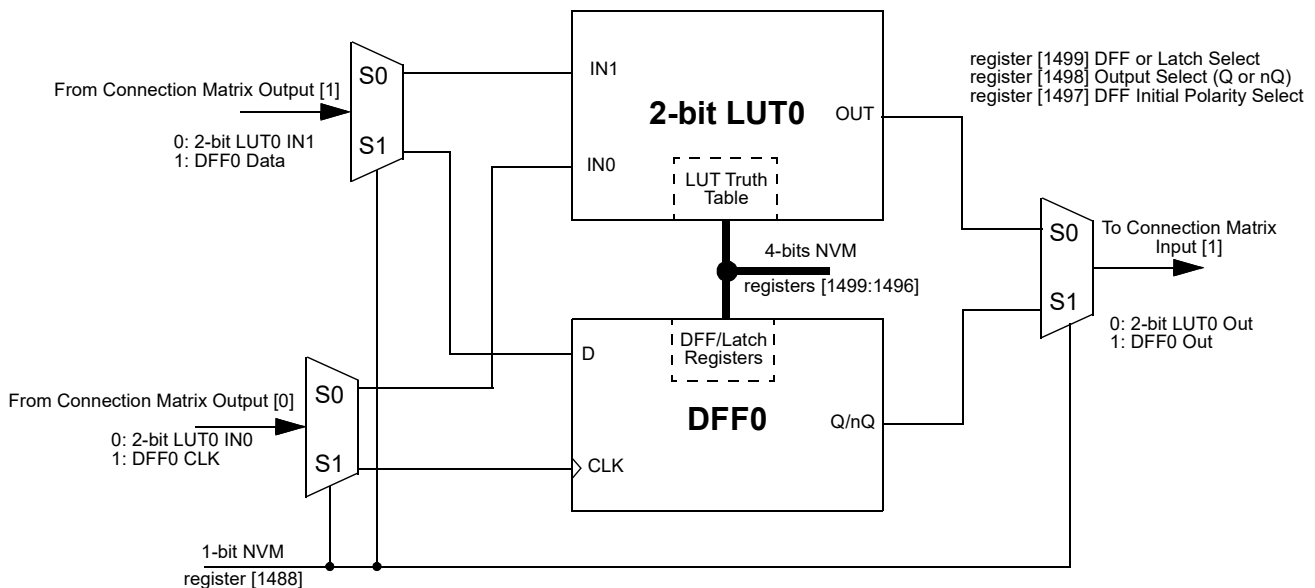 register [1499] DFF or Latch Select
register [1498] Output Select (Q or nQ)
register [1497] DFF Initial Polarity Select
From Connection Matrix Output [1]
0: 2-bit LUT0 IN1
1: DFF0 Data
S0
S1
IN1
IN0
2-bit LUT0
OUT
LUT Truth
Table
4-bits NVM
registers [1499:1496]
S0
S1
To Connection Matrix
Input [1]
0: 2-bit LUT0 Out
1: DFF0 Out
From Connection Matrix Output [0]
0: 2-bit LUT0 IN0
1: DFF0 CLK
S0
S1
D
CLK
DFF/Latch
Registers
DFF0
Q/nQ
1-bit NVM
register [1488]